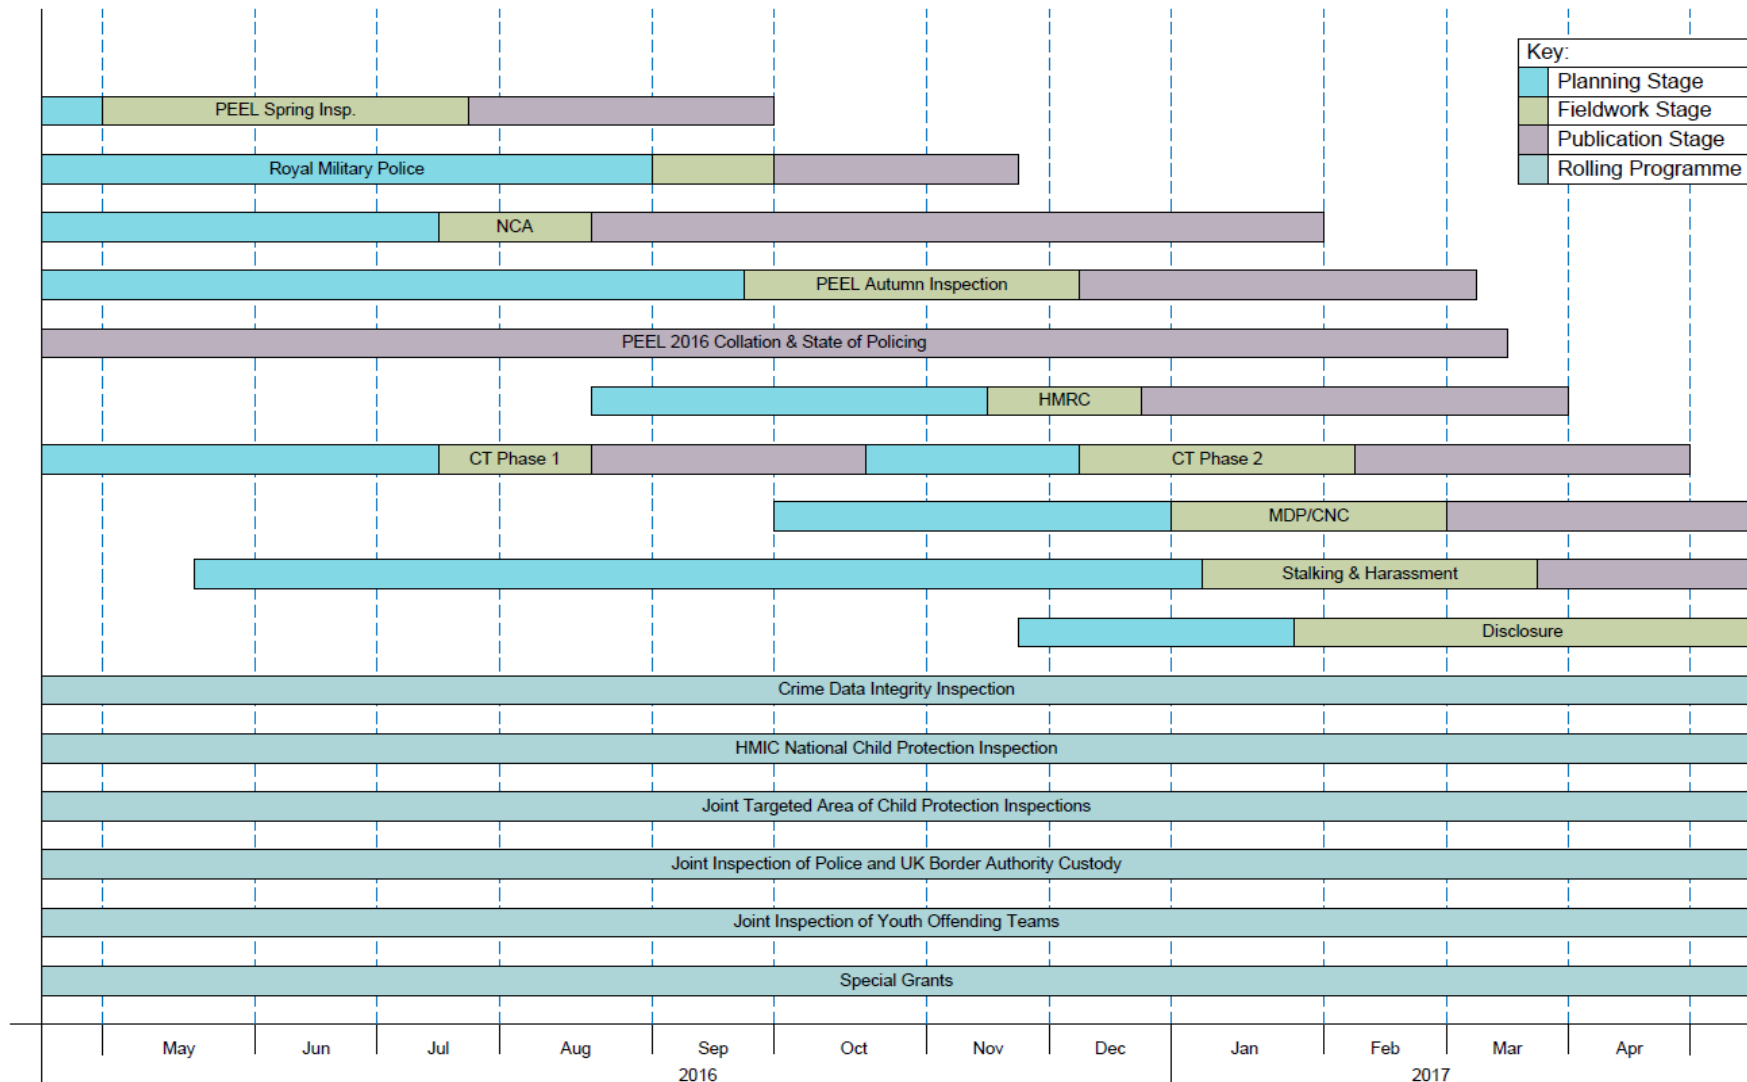 Key:
Planning Stage
Fieldwork Stage
Publication Stage
Rolling Programme
PEEL Spring Insp.
Royal Military Police
NCA
PEEL Autumn Inspection
PEEL 2016 Collation & State of Policing
HMRC
CT Phase 1 CT Phase 2
MDP/CNC
Stalking & Harassment
Disclosure
Crime Data Integrity Inspection
HMIC National Child Protection Inspection
Joint Targeted Area of Child Protection Inspections
Joint Inspection of Police and UK Border Authority Custody
Joint Inspection of Youth Offending Teams
Special Grants
May Jun Jul Aug Sep Oct Nov Dec Jan Feb Mar Apr
2016 2017